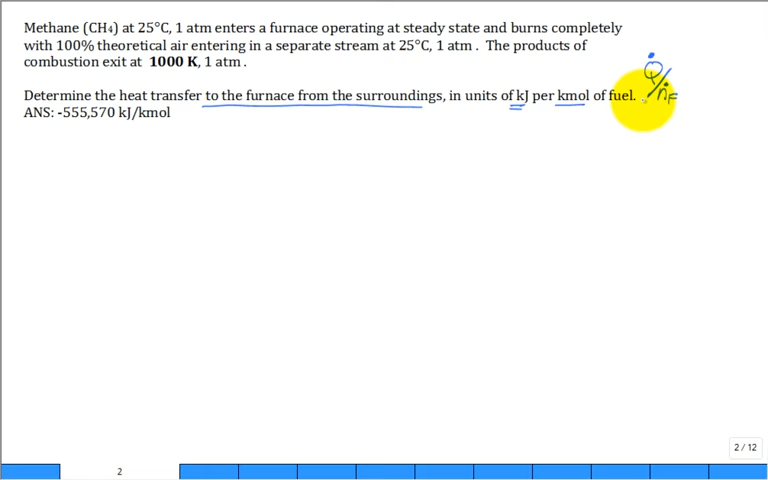 Methane (CH₄) at 25°C, 1 atm enters a furnace operating at steady state and burns completely
with 100% theoretical air entering in a separate stream at 25°C, 1 atm. The products of
combustion exit at 1000 K, 1 atm.
Q̇/ṅF
Determine the heat transfer to the furnace from the surroundings, in units of kJ per kmol of fuel.
ANS: -555,570 kJ/kmol
2 / 12
2